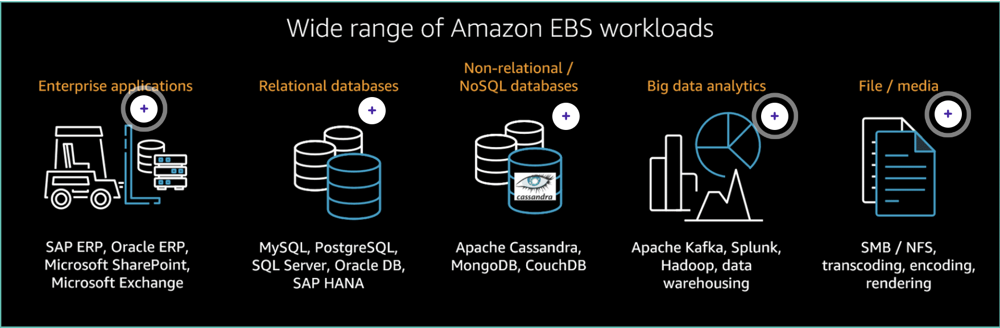 Wide range of Amazon EBS workloads
Enterprise applications
SAP ERP, Oracle ERP,
Microsoft SharePoint,
Microsoft Exchange
Relational databases
MySQL, PostgreSQL,
SQL Server, Oracle DB,
SAP HANA
Non-relational /
NoSQL databases
cassandra
Apache Cassandra,
MongoDB, CouchDB
Big data analytics
Apache Kafka, Splunk,
Hadoop, data
warehousing
File / media
SMB / NFS,
transcoding, encoding,
rendering